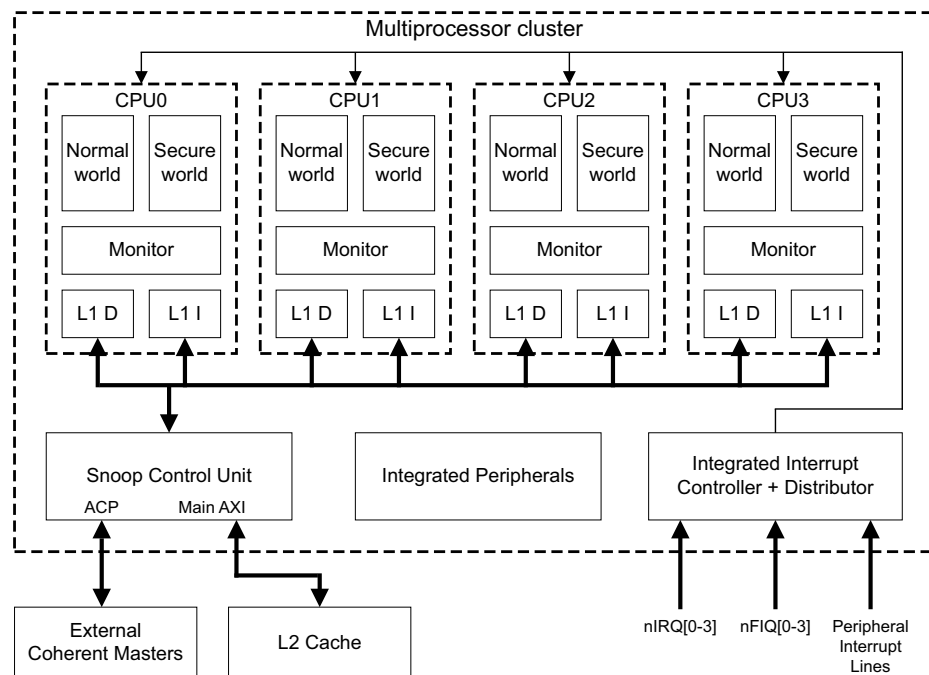 Multiprocessor cluster
CPU0
CPU1
CPU2
CPU3
Normal
world
Secure
world
Normal
world
Secure
world
Normal
world
Secure
world
Normal
world
Secure
world
Monitor
Monitor
Monitor
Monitor
L1 D
L1 I
L1 D
L1 I
L1 D
L1 I
L1 D
L1 I
Snoop Control Unit
ACP
Main AXI
Integrated Peripherals
Integrated Interrupt
Controller + Distributor
External
Coherent Masters
L2 Cache
nIRQ[0-3]
nFIQ[0-3]
Peripheral
Interrupt
Lines